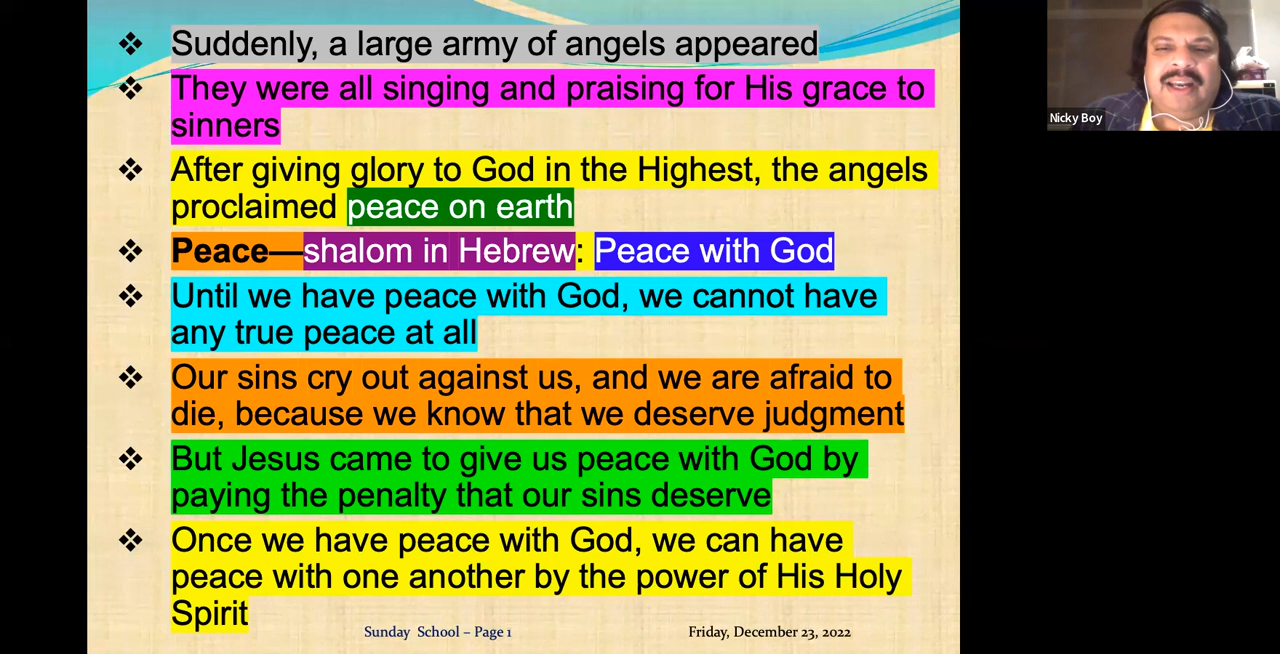 ❖ Suddenly, a large army of angels appeared
❖ They were all singing and praising for His grace to
sinners
❖ After giving glory to God in the Highest, the angels
proclaimed peace on earth
❖ Peace—shalom in Hebrew: Peace with God
❖ Until we have peace with God, we cannot have
any true peace at all
❖ Our sins cry out against us, and we are afraid to
die, because we know that we deserve judgment
❖ But Jesus came to give us peace with God by
paying the penalty that our sins deserve
❖ Once we have peace with God, we can have
peace with one another by the power of His Holy
Spirit
Sunday School – Page 1
Friday, December 23, 2022
Nicky Boy